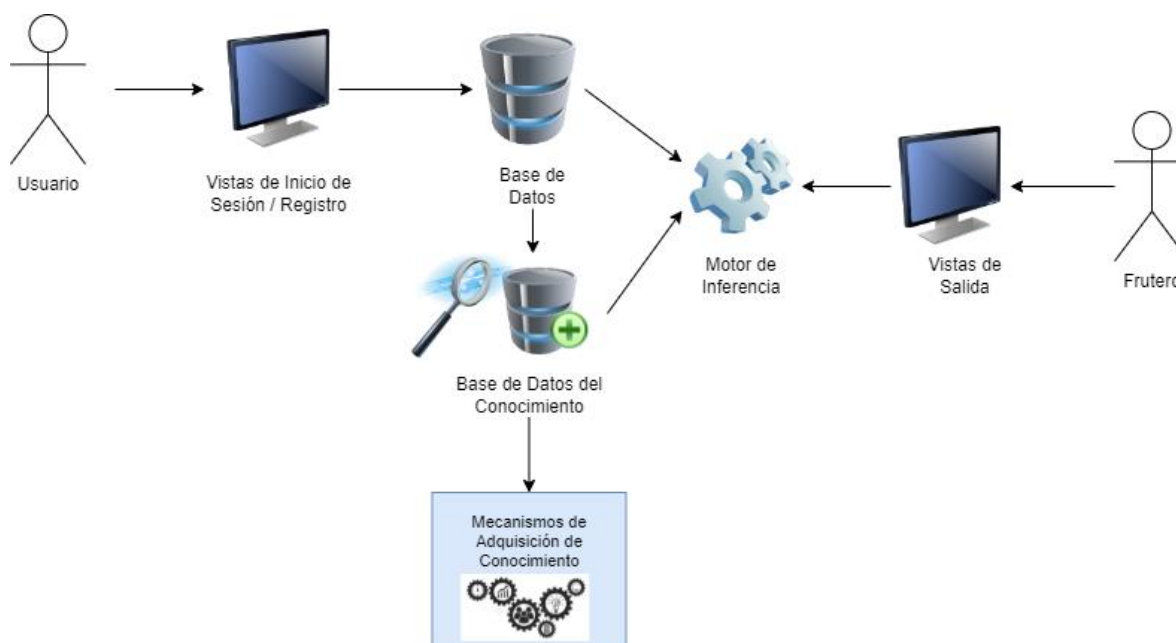 Usuario
Vistas de Inicio de
Sesión / Registro
Base de
Datos
Motor de
Inferencia
Vistas de
Salida
Frutero
Base de Datos del
Conocimiento
Mecanismos de
Adquisición de
Conocimiento